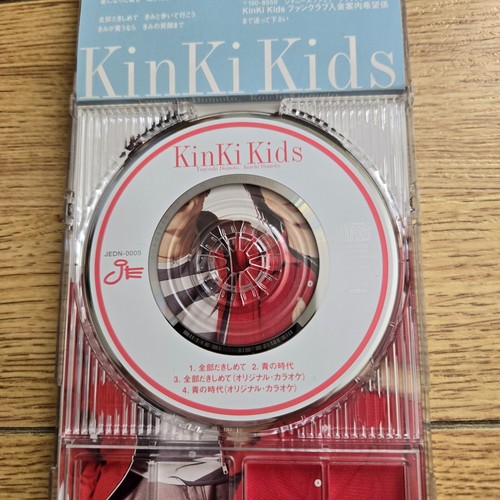 全部だきしめて きみと歩いて行こう
きみが笑うなら きみの笑顔まで
KinKi Kids ファンクラブ入会案内希望係
まで送って下さい
KinKi Kids
KinKi Kids
Tsuyoshi Domoto, Koichi Domoto
JEDN-0005
JE
1. 全部だきしめて 2. 青の時代
3. 全部だきしめて(オリジナル・カラオケ)
4. 青の時代(オリジナル・カラオケ)